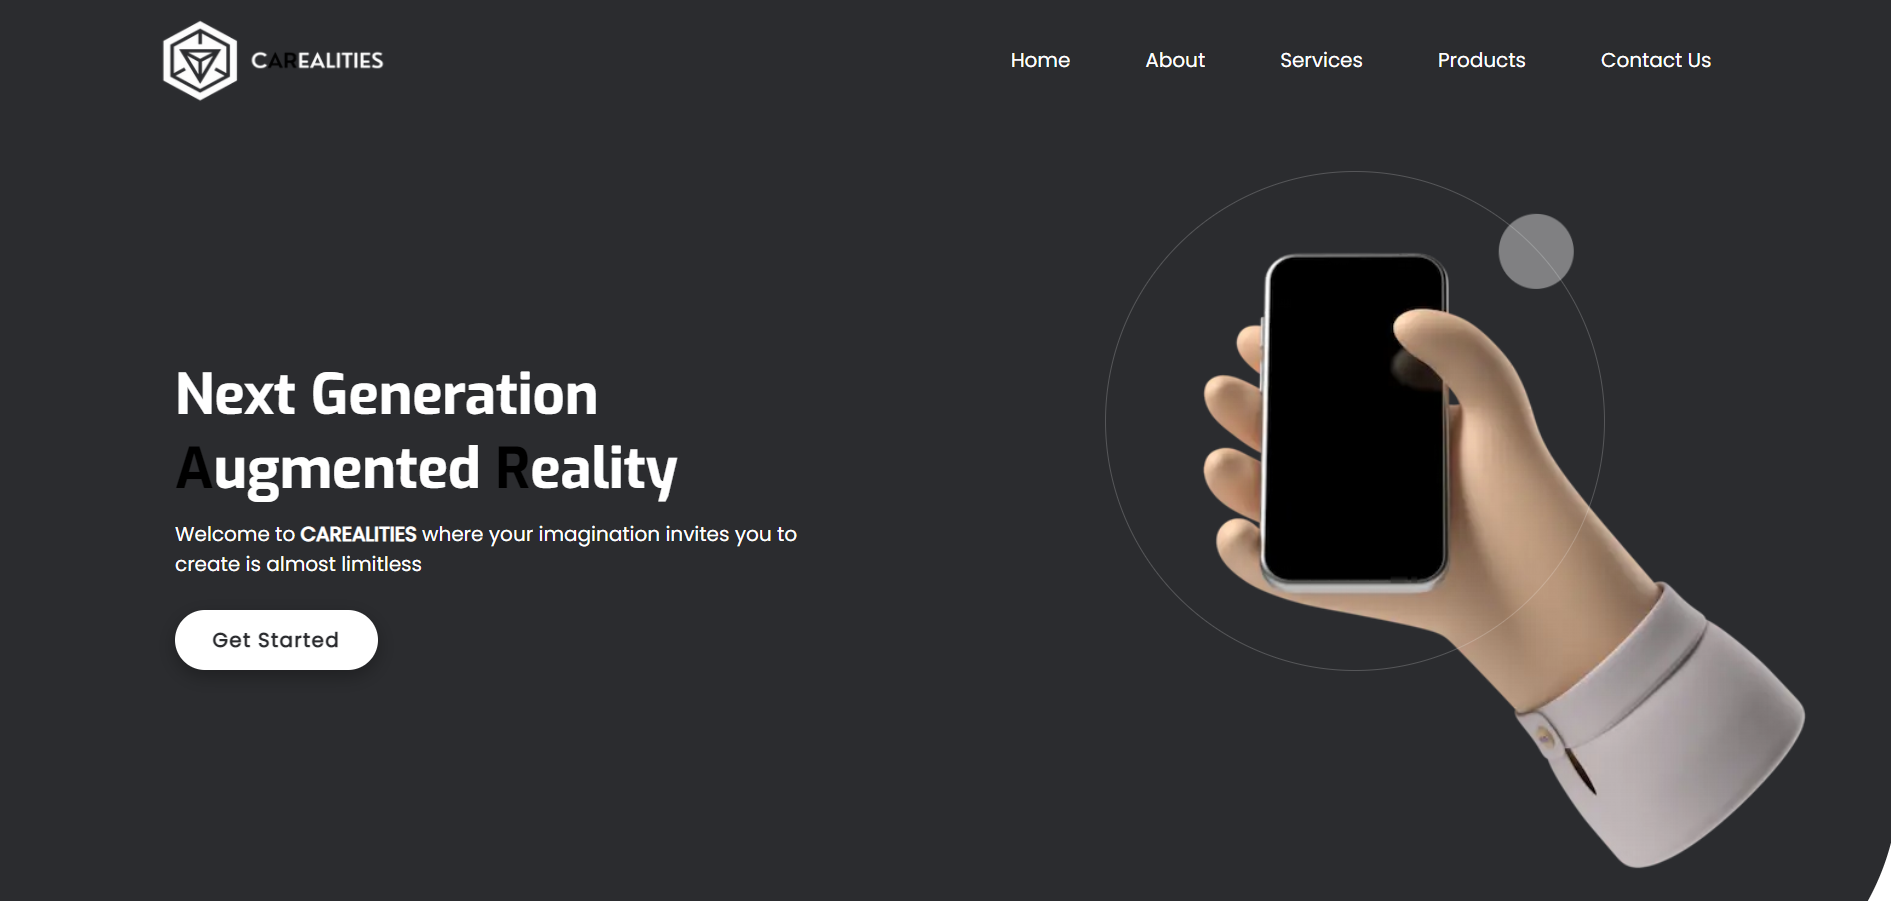 CAREALITIES
Home
About
Services
Products
Contact Us
Next Generation
Augmented Reality
Welcome to CAREALITIES where your imagination invites you to
create is almost limitless
Get Started